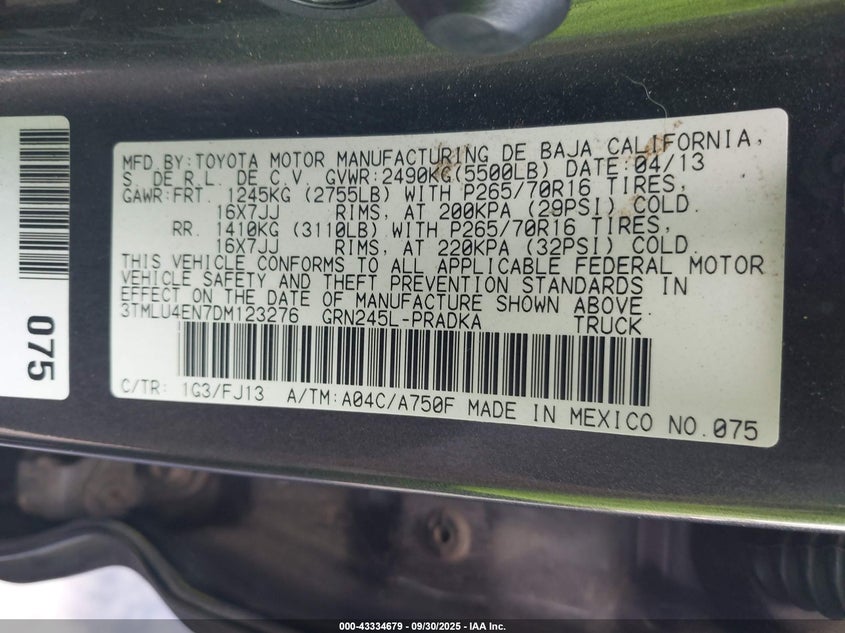 MFD BY:TOYOTA MOTOR MANUFACTURING DE BAJA CALIFORNIA,
S. DE R.L. DE C.V. GVWR:2490KG(5500LB) DATE:04/13
GAWR:FRT. 1245KG (2755LB) WITH P265/70R16 TIRES,
16X7JJ RIMS, AT 200KPA (29PSI) COLD.
RR. 1410KG (3110LB) WITH P265/70R16 TIRES,
16X7JJ RIMS, AT 220KPA (32PSI) COLD.
THIS VEHICLE CONFORMS TO ALL APPLICABLE FEDERAL MOTOR
VEHICLE SAFETY AND THEFT PREVENTION STANDARDS IN
EFFECT ON THE DATE OF MANUFACTURE SHOWN ABOVE.
3TMLU4EN7DM123276 GRN245L-PRADKA TRUCK
C/TR: 1G3/FJ13 A/TM:A04C/A750F MADE IN MEXICO NO.075
075
000-43334679 - 09/30/2025 - IAA Inc.